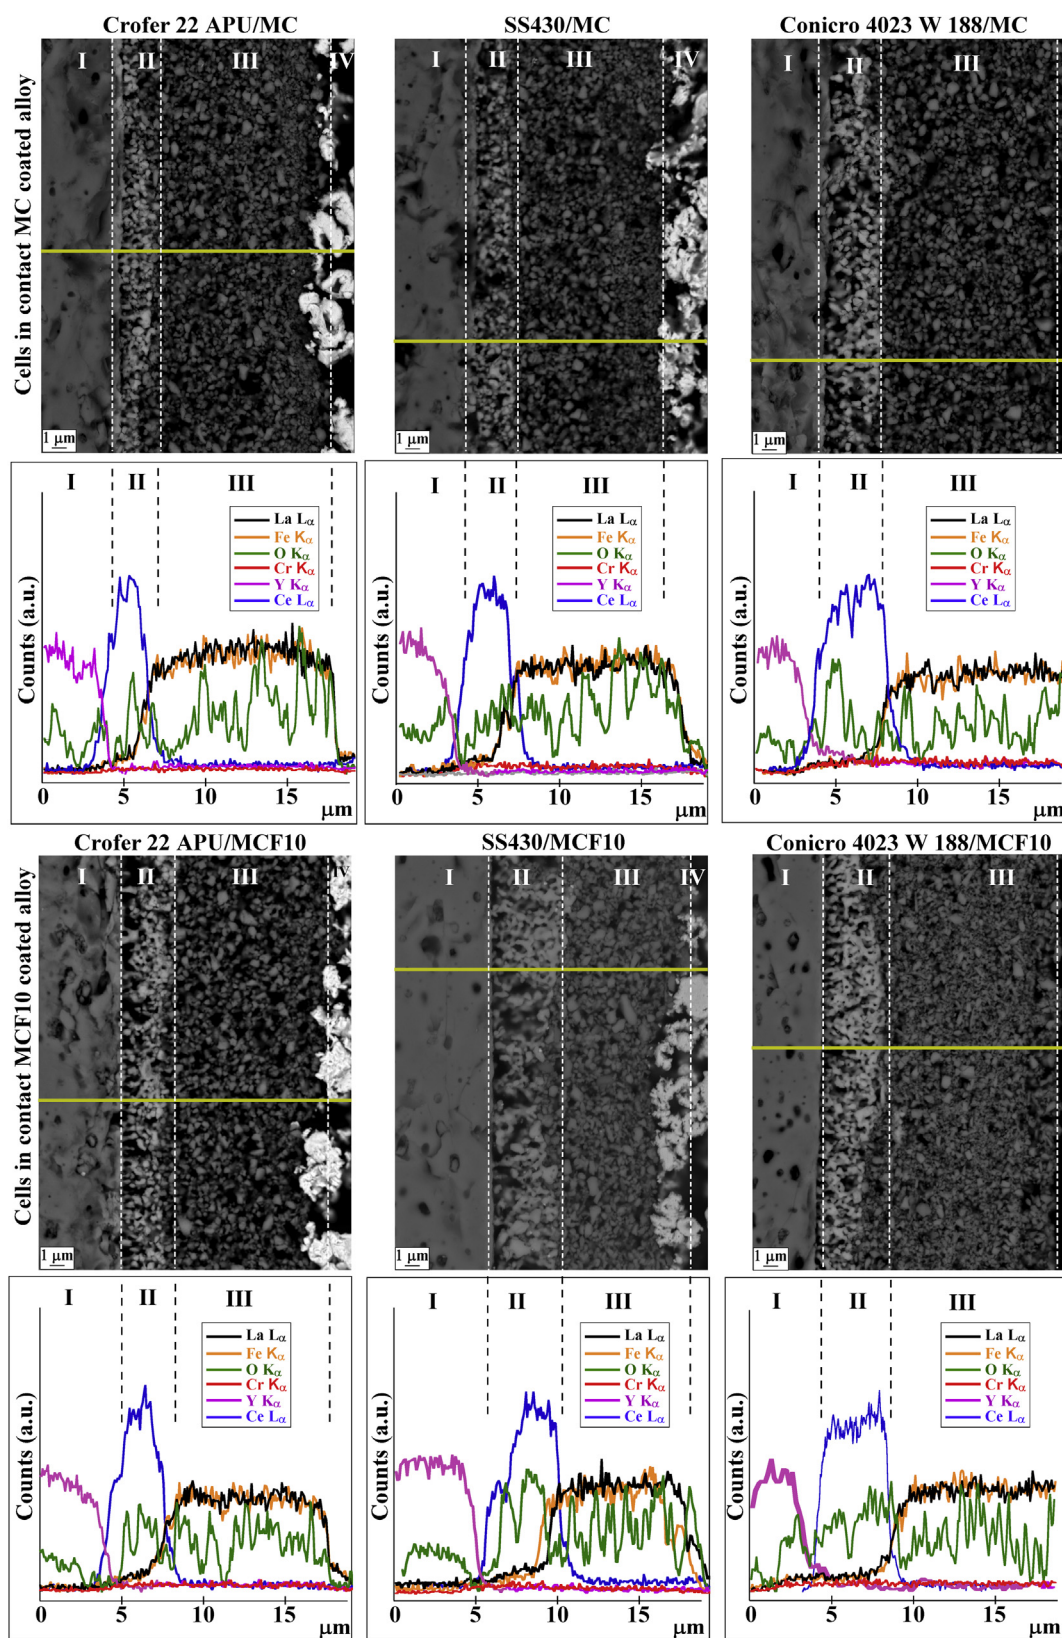 Crofer 22 APU/MC SS430/MC Conicro 4023 W 188/MC
Cells in contact MC coated alloy
I II III IV I II III IV I II III
1 μm 1 μm 1 μm
I II III I II III I II III
La Lα La Lα La Lα
Fe Kα Fe Kα Fe Kα
O Kα O Kα O Kα
Cr Kα Cr Kα Cr Kα
Y Kα Y Kα Y Kα
Ce Lα Ce Lα Ce Lα
Counts (a.u.) Counts (a.u.) Counts (a.u.)
0 5 10 15 0 5 10 15 0 5 10 15
μm μm μm
Crofer 22 APU/MCF10 SS430/MCF10 Conicro 4023 W 188/MCF10
Cells in contact MCF10 coated alloy
I II III IV I II III IV I II III
1 μm 1 μm 1 μm
I II III I II III I II III
La Lα La Lα La Lα
Fe Kα Fe Kα Fe Kα
O Kα O Kα O Kα
Cr Kα Cr Kα Cr Kα
Y Kα Y Kα Y Kα
Ce Lα Ce Lα Ce Lα
Counts (a.u.) Counts (a.u.) Counts (a.u.)
0 5 10 15 0 5 10 15 0 5 10 15
μm μm μm